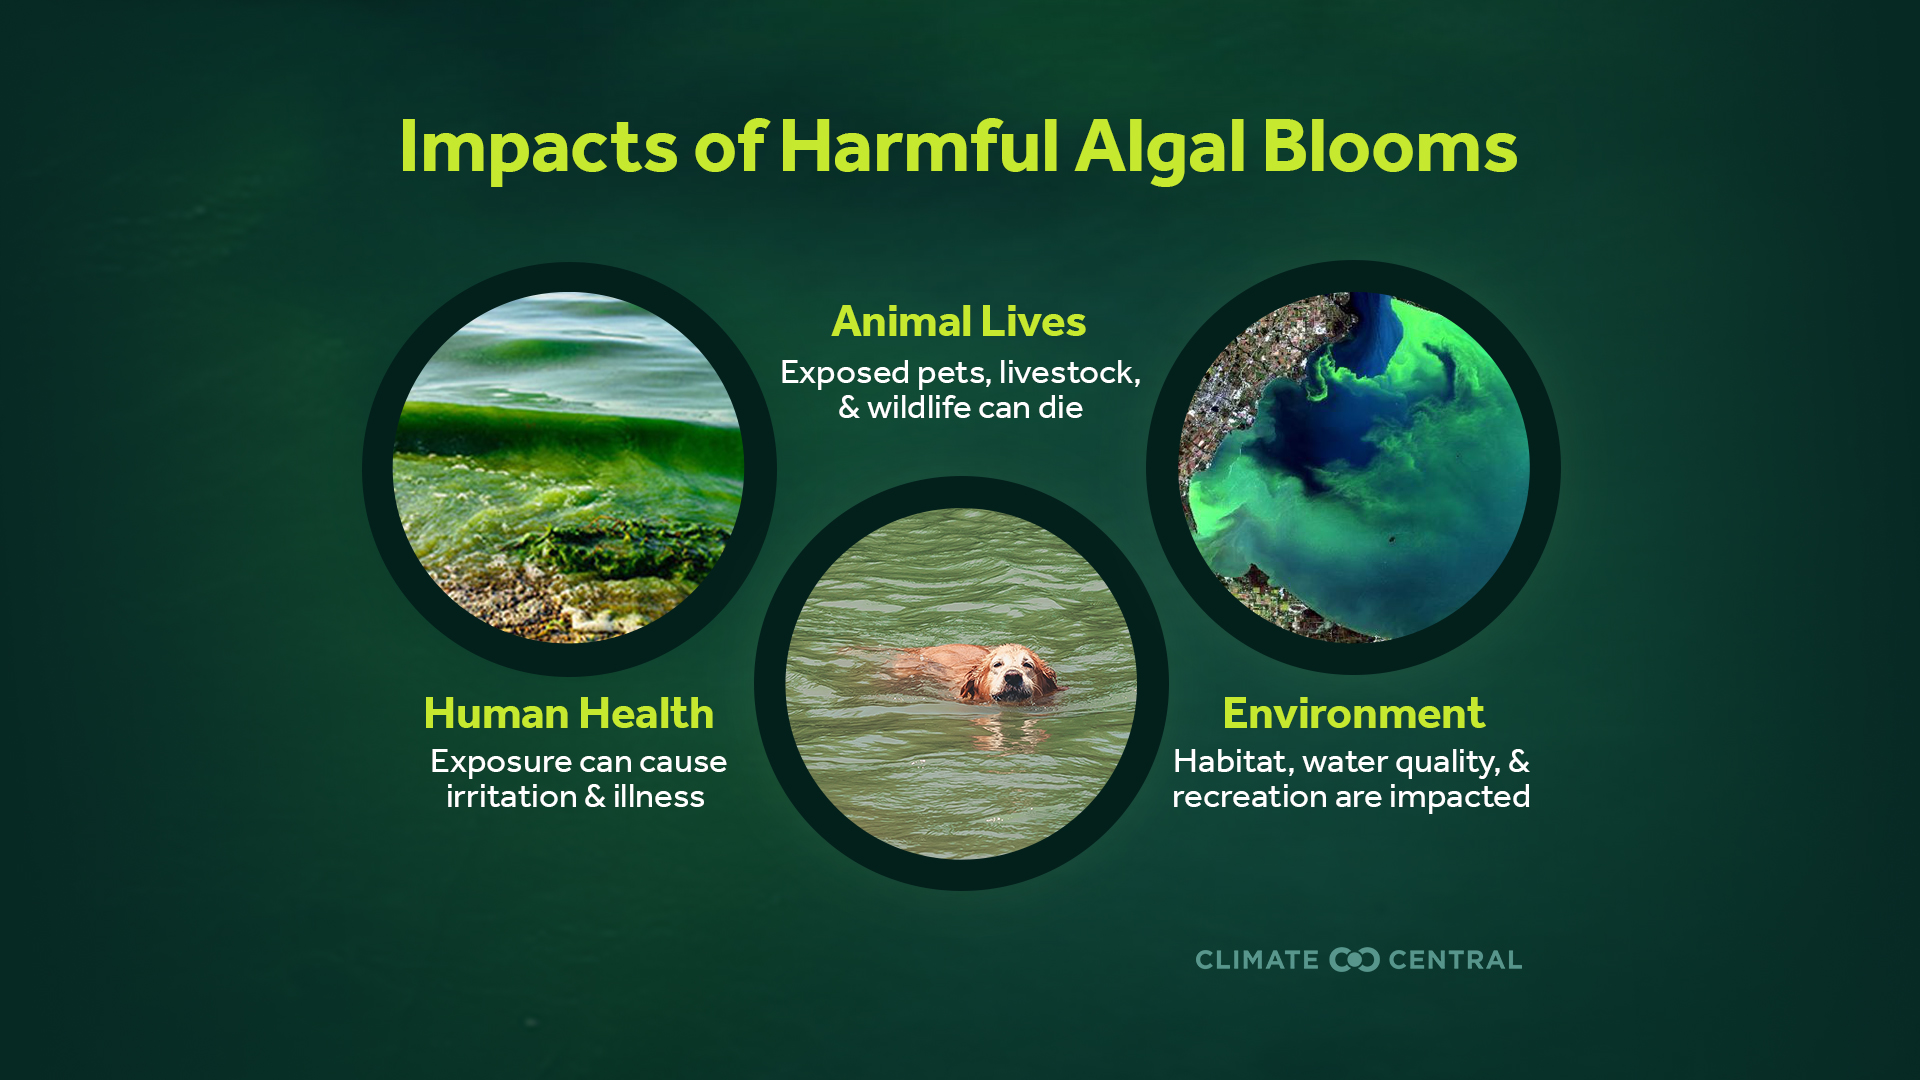 Impacts of Harmful Algal Blooms
Animal Lives
Exposed pets, livestock,
& wildlife can die
Human Health
Exposure can cause
irritation & illness
Environment
Habitat, water quality, &
recreation are impacted
CLIMATE CENTRAL